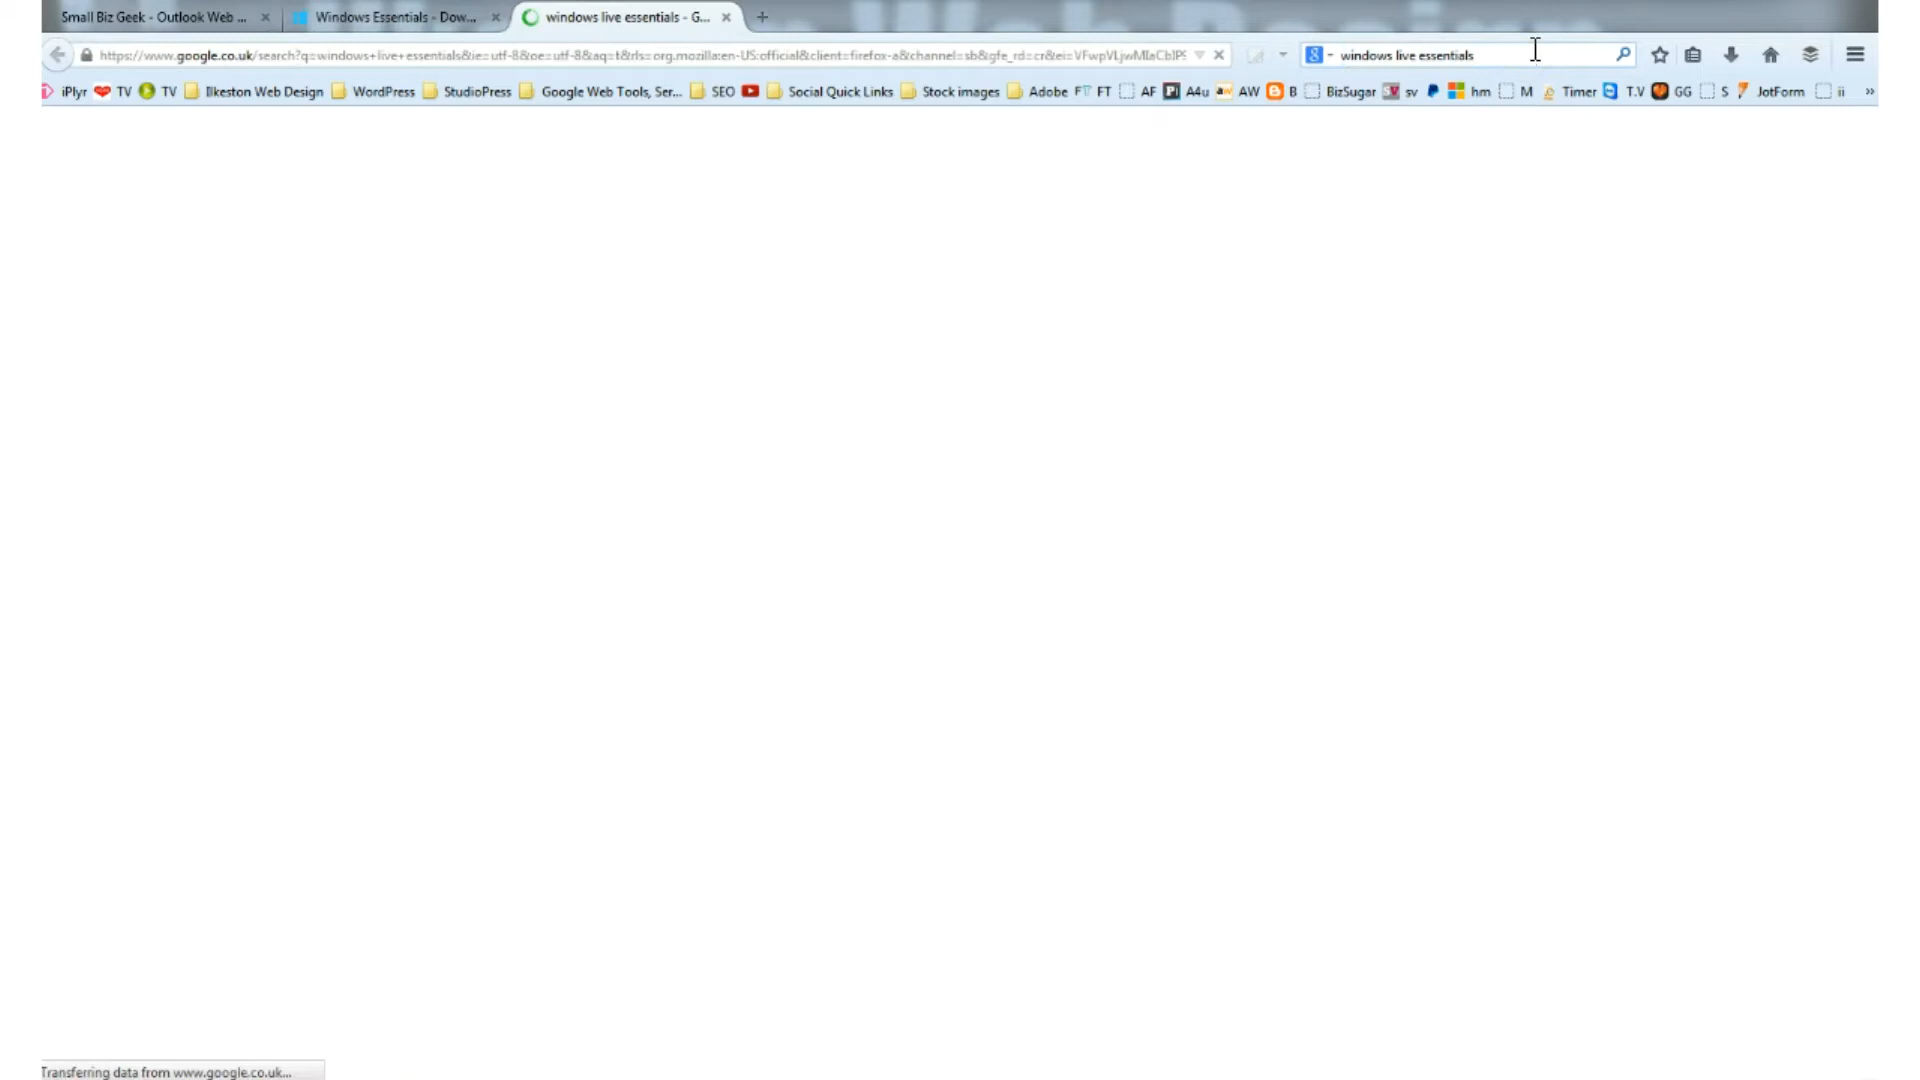 Small Biz Geek - Outlook Web ... Windows Essentials - Dow... windows live essentials - G...
https://www.google.co.uk/search?q=windows+live+essentials&ie=utf-8&oe=utf-8&aq=t&rls=org.mozilla:en-US:official&client=firefox-a&channel=sb&gfe_rd=cr&ei= windows live essentials
iPlyr TV TV Ilkeston Web Design WordPress StudioPress Google Web Tools, Ser... SEO Social Quick Links Stock images Adobe FT FT AF A4u AW B BizSugar sv hm M Timer T.V GG S JotForm ii »
Transferring data from www.google.co.uk...